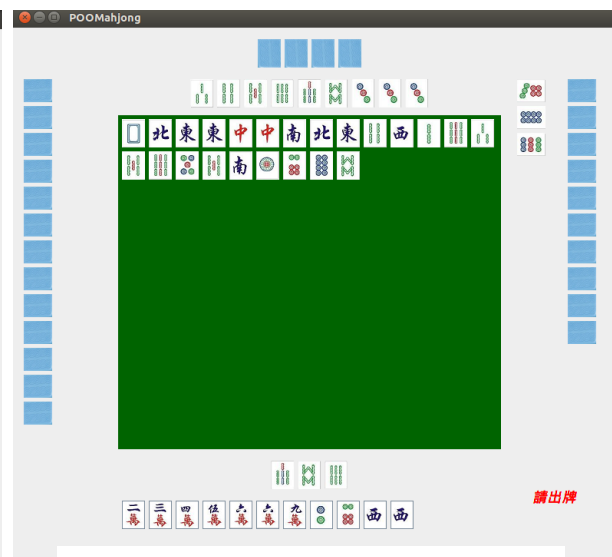 POOMahjong
北 東 東 中 中 南 北 東 西
南
請出牌
二萬 三萬 四萬 伍萬 六萬 六萬 九萬 西 西